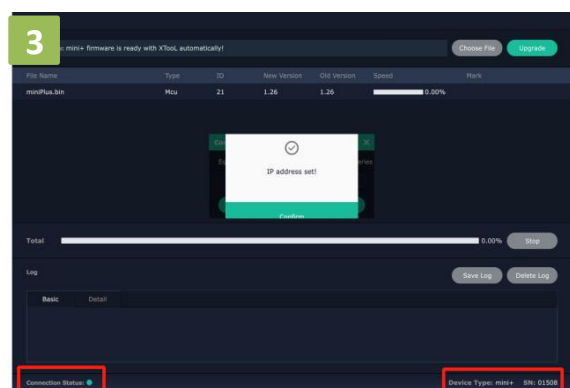 3
: mini+ firmware is ready with XTooL automatically!
Choose File
Upgrade
File Name Type ID New Version Old Version Speed Mark
miniPlus.bin Mcu 21 1.26 1.26 0.00%
IP address set!
Confirm
Total 0.00% Stop
Log
Save Log Delete Log
Basic Detail
Connection Status: Device Type: mini+ SN: 01508